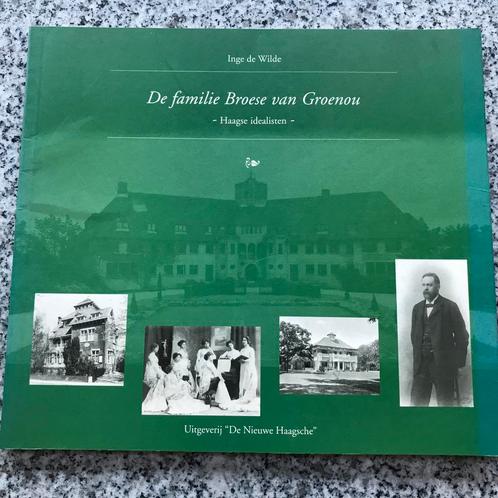 Inge de Wilde
De familie Broese van Groenou
- Haagse idealisten -
Uitgeverij "De Nieuwe Haagsche"